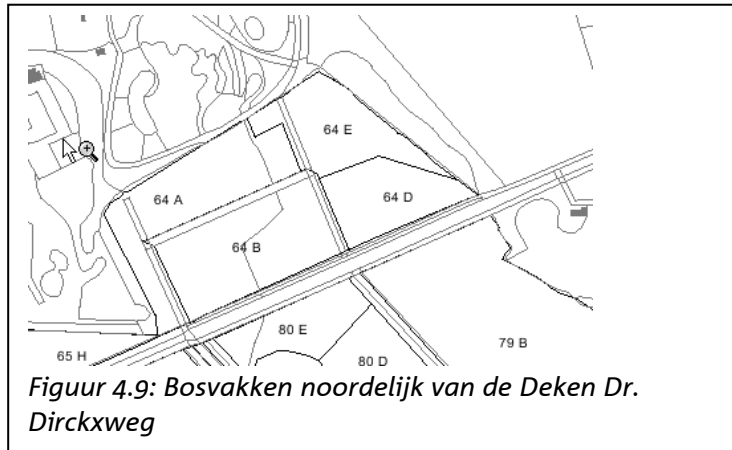 64 E
64 A
64 D
64 B
80 E
65 H
80 D
79 B
Figuur 4.9: Bosvakken noordelijk van de Deken Dr.
Dirckxweg